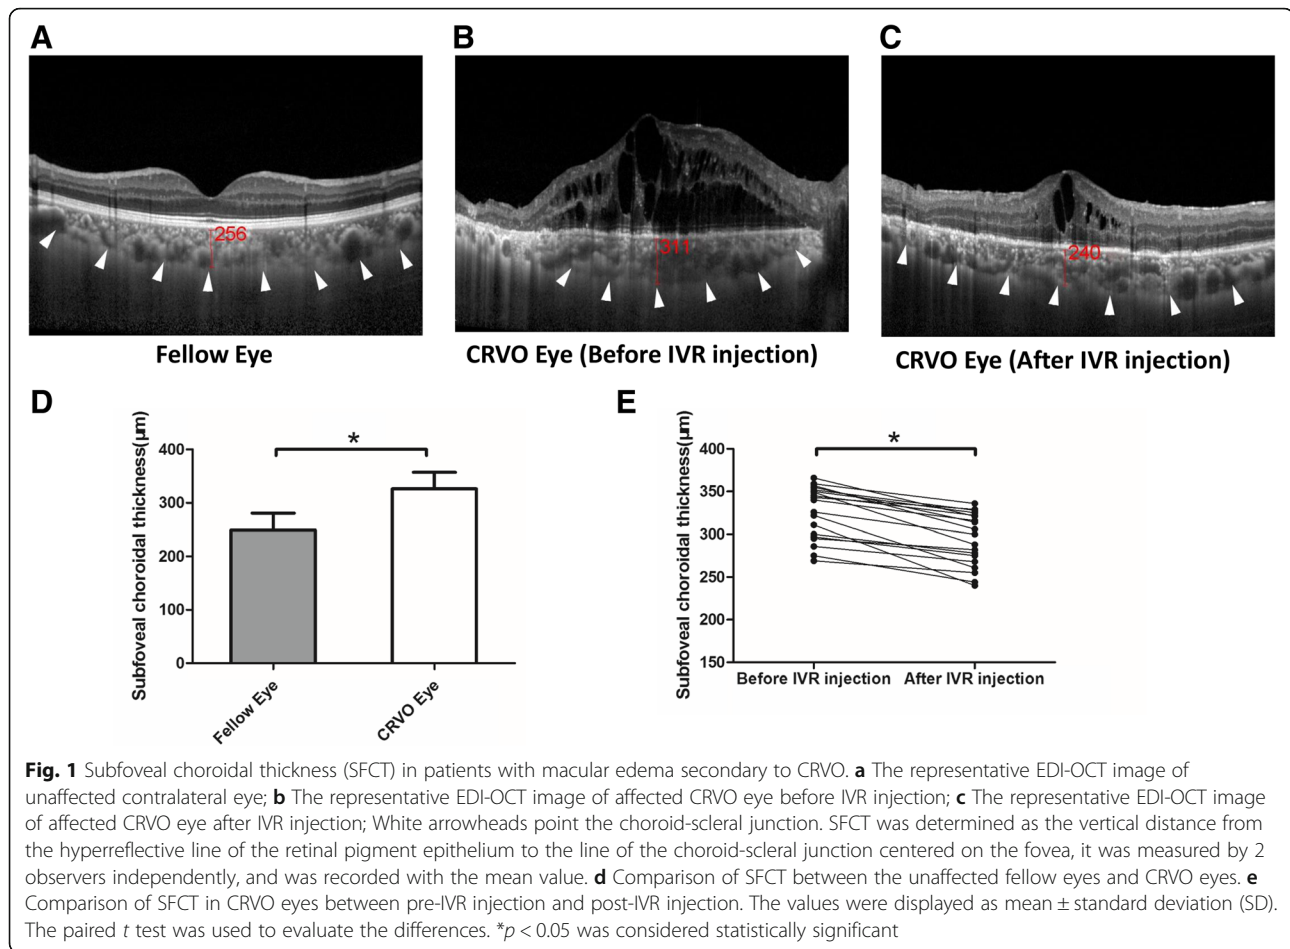 A
B
C
256
311
240
Fellow Eye
CRVO Eye (Before IVR injection)
CRVO Eye (After IVR injection)
D
Subfoveal choroidal thickness(μm)
400
300
200
100
0
*
Fellow Eye
CRVO Eye
E
Subfoveal choroidal thickness(μm)
400
350
300
250
200
150
*
Before IVR injection
After IVR injection
Fig. 1 Subfoveal choroidal thickness (SFCT) in patients with macular edema secondary to CRVO. a The representative EDI-OCT image of
unaffected contralateral eye; b The representative EDI-OCT image of affected CRVO eye before IVR injection; c The representative EDI-OCT image
of affected CRVO eye after IVR injection; White arrowheads point the choroid-scleral junction. SFCT was determined as the vertical distance from
the hyperreflective line of the retinal pigment epithelium to the line of the choroid-scleral junction centered on the fovea, it was measured by 2
observers independently, and was recorded with the mean value. d Comparison of SFCT between the unaffected fellow eyes and CRVO eyes. e
Comparison of SFCT in CRVO eyes between pre-IVR injection and post-IVR injection. The values were displayed as mean ± standard deviation (SD).
The paired t test was used to evaluate the differences. *p < 0.05 was considered statistically significant